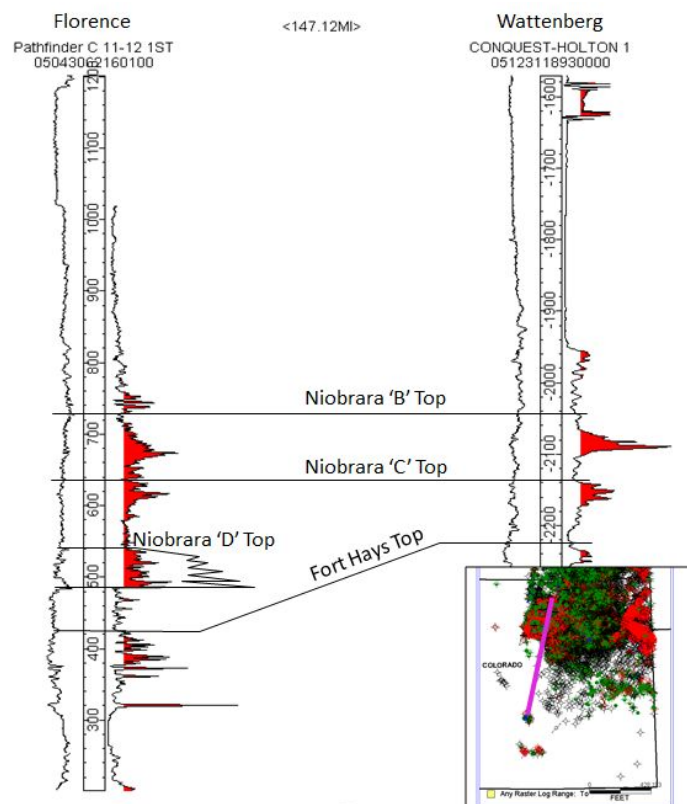 Florence
<147.12MI>
Wattenberg
Pathfinder C 11-12 1ST
CONQUEST-HOLTON 1
05123118930000
1200
1100
1000
900
800
700
600
500
400
300
-1600
-1700
-1800
-1900
-2000
-2100
-2200
Niobrara 'B' Top
Niobrara 'C' Top
Niobrara 'D' Top
Fort Hays Top
COLORADO
Any Raster Log Range: To
FEET